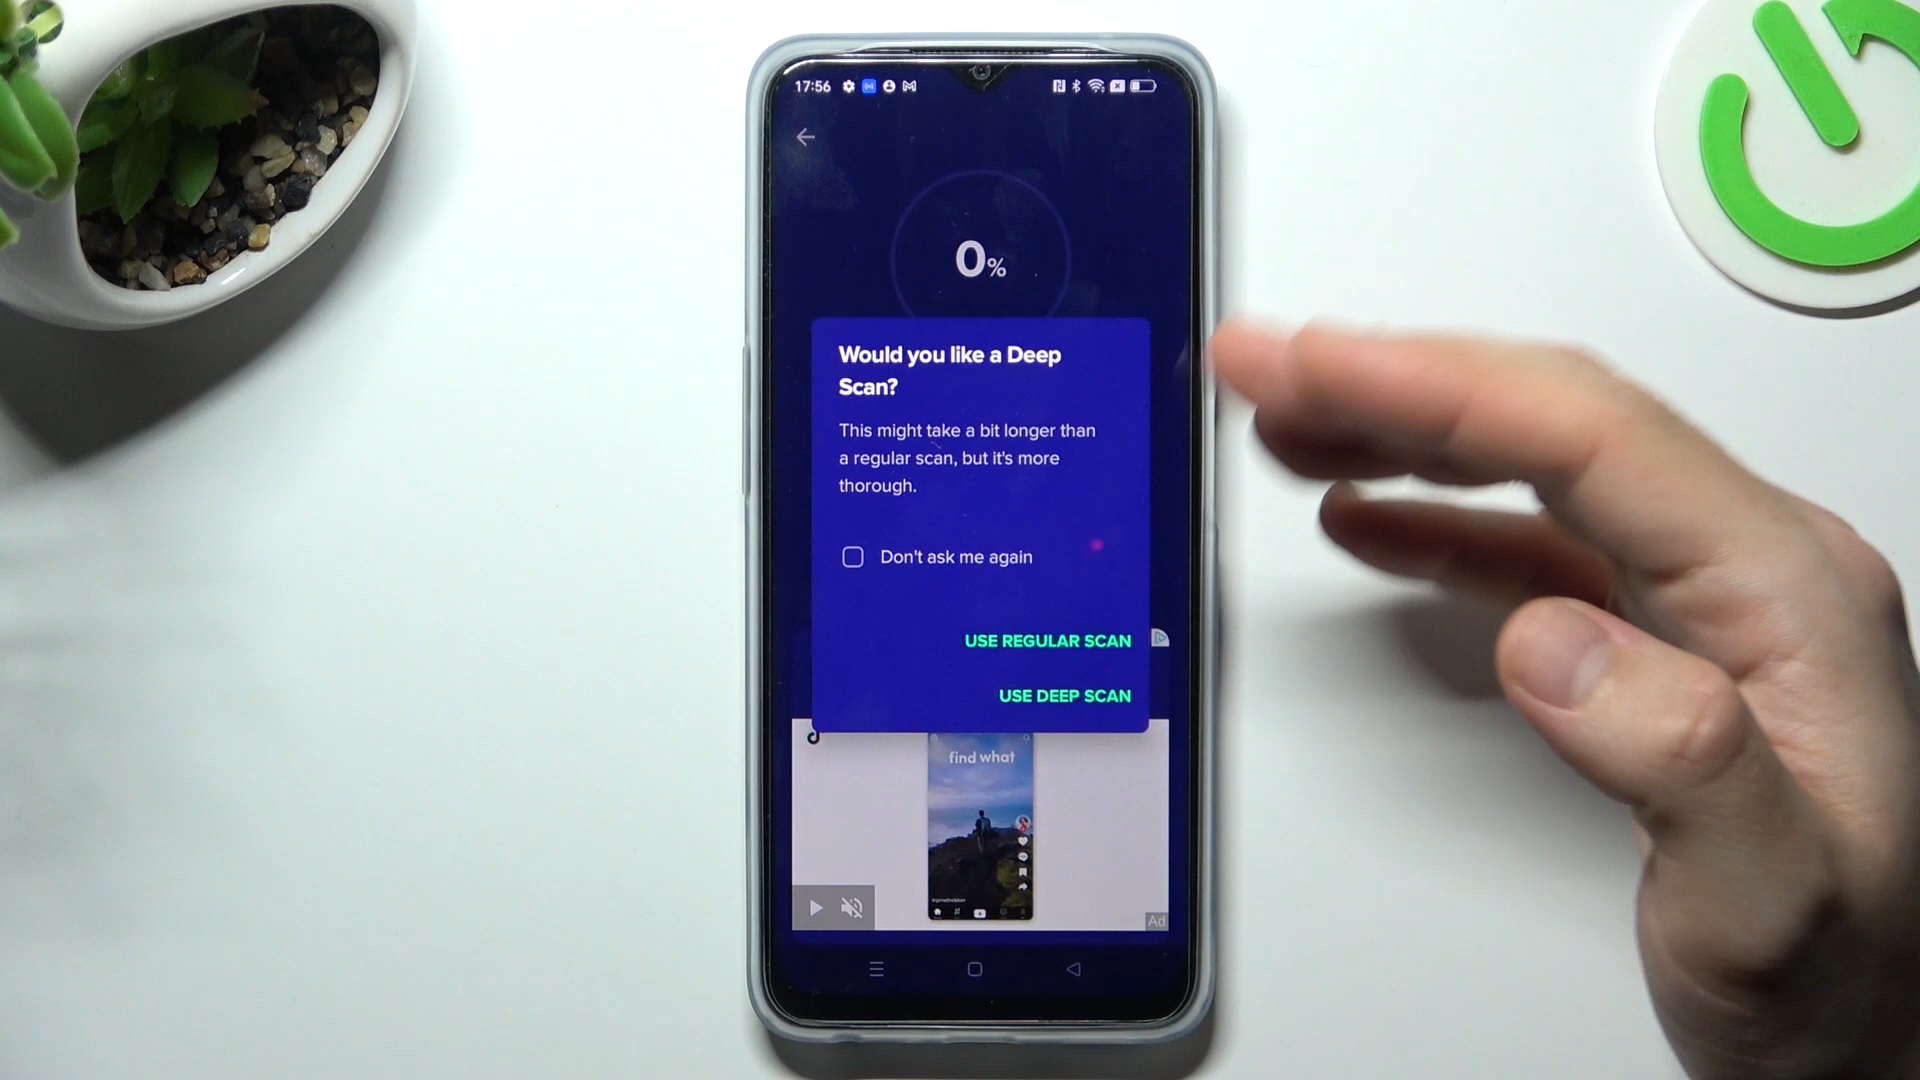 17:56
0%
Would you like a Deep
Scan?
This might take a bit longer than
a regular scan, but it's more
thorough.
Don't ask me again
USE REGULAR SCAN
USE DEEP SCAN
find what
Ad